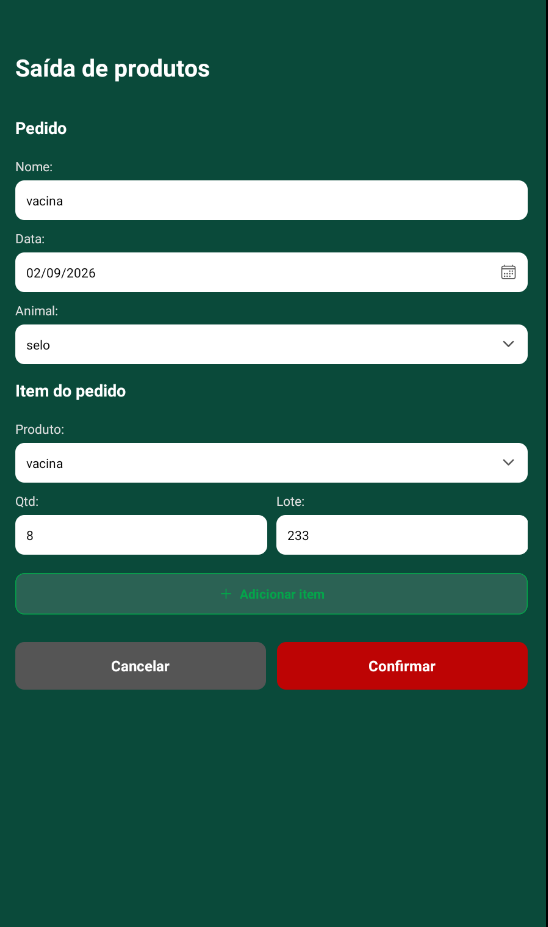 Saída de produtos
Pedido
Nome:
vacina
Data:
02/09/2026
Animal:
selo
Item do pedido
Produto:
vacina
Qtd: Lote:
8 233
+ Adicionar item
Cancelar Confirmar